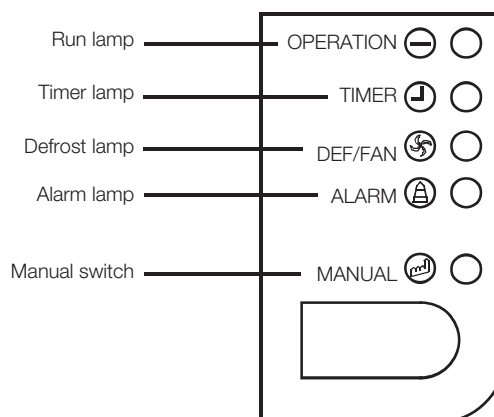 Run lamp OPERATION
Timer lamp TIMER
Defrost lamp DEF/FAN
Alarm lamp ALARM
Manual switch MANUAL